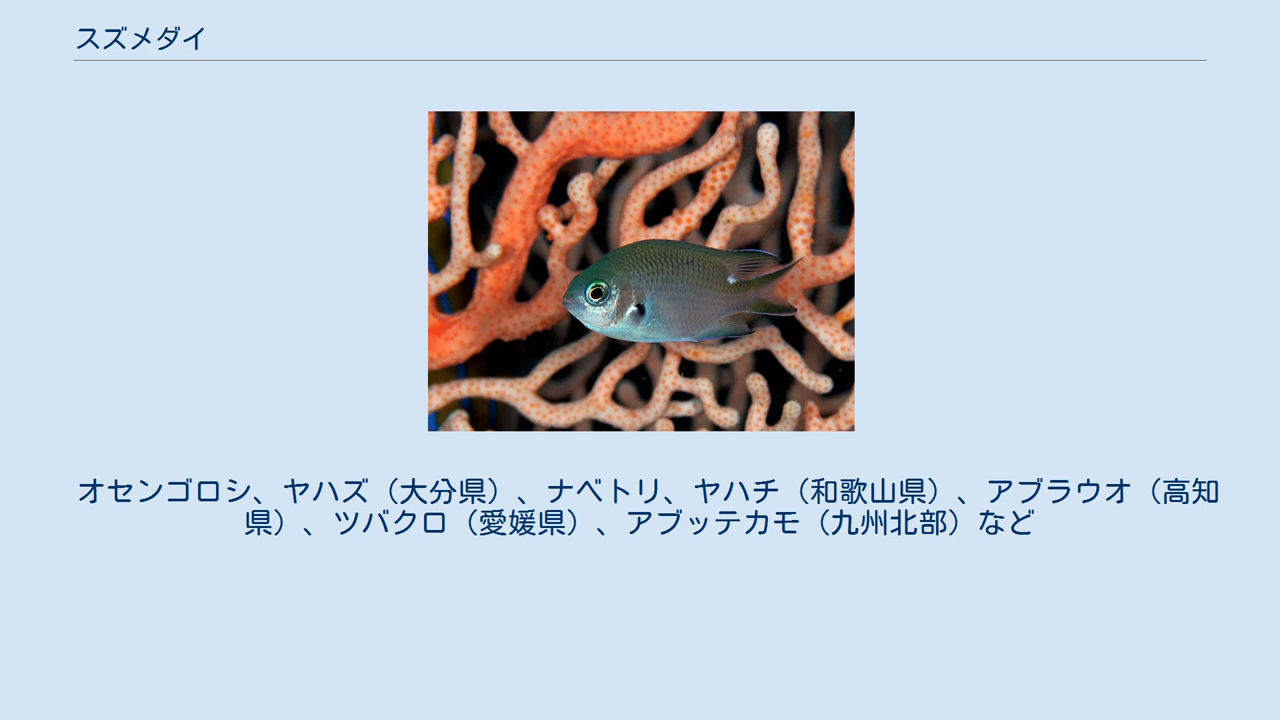 スズメダイ
オセンゴロシ、ヤハズ（大分県）、ナベトリ、ヤハチ（和歌山県）、アブラウオ（高知
県）、ツバクロ（愛媛県）、アブッテカモ（九州北部）など